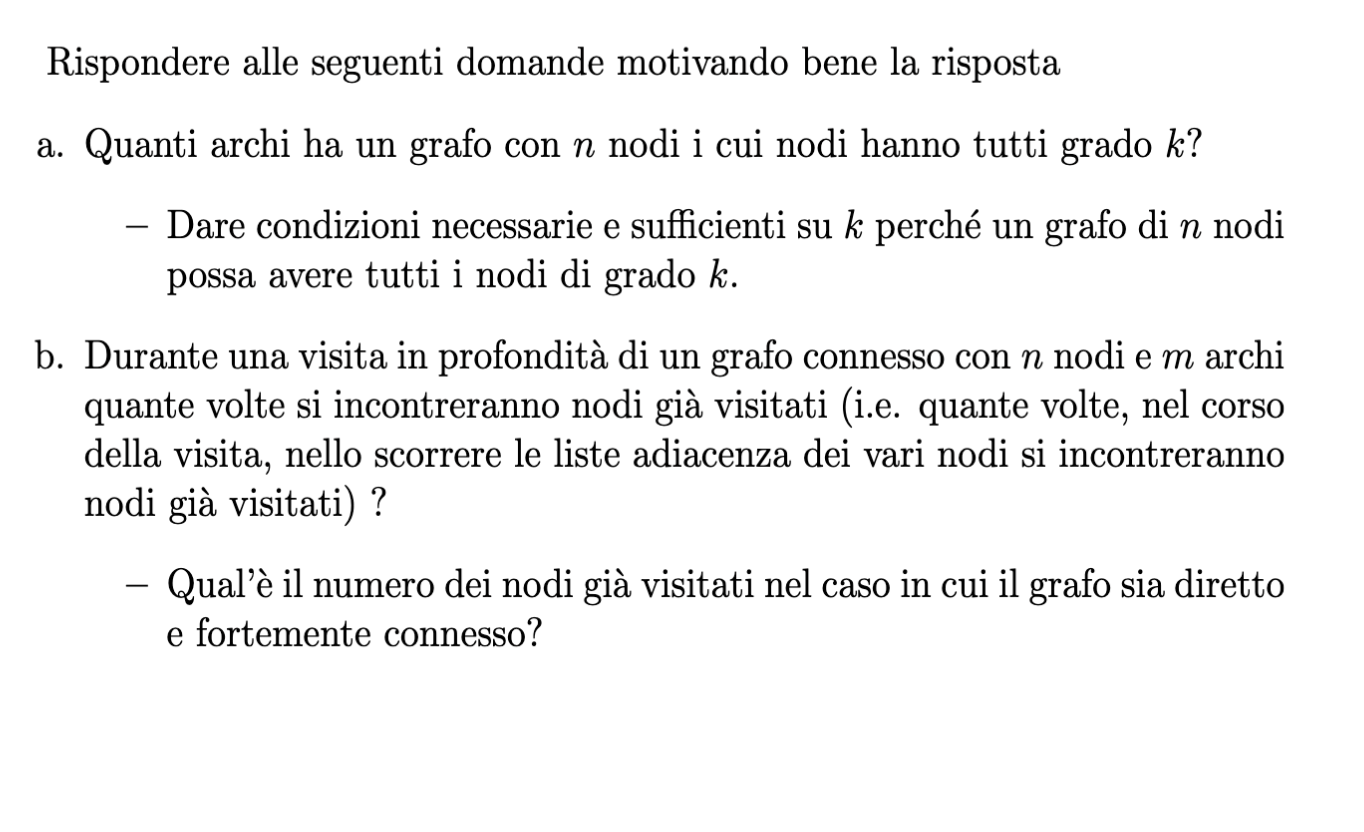 Rispondere alle seguenti domande motivando bene la risposta
a. Quanti archi ha un grafo con n nodi i cui nodi hanno tutti grado k?
– Dare condizioni necessarie e sufficienti su k perché un grafo di n nodi
possa avere tutti i nodi di grado k.
b. Durante una visita in profondità di un grafo connesso con n nodi e m archi
quante volte si incontreranno nodi già visitati (i.e. quante volte, nel corso
della visita, nello scorrere le liste adiacenza dei vari nodi si incontreranno
nodi già visitati) ?
– Qual'è il numero dei nodi già visitati nel caso in cui il grafo sia diretto
e fortemente connesso?